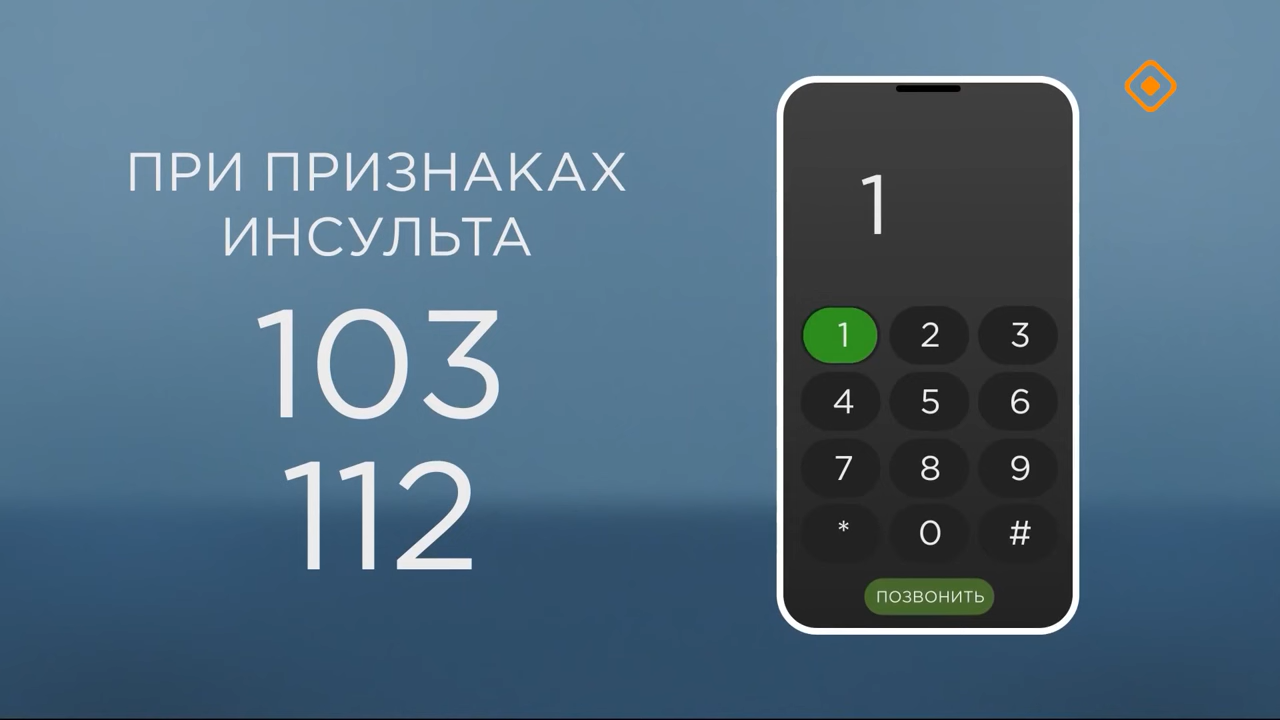 ПРИ ПРИЗНАКАХ
ИНСУЛЬТА
103
112
1
1 2 3
4 5 6
7 8 9
* 0 #
ПОЗВОНИТЬ